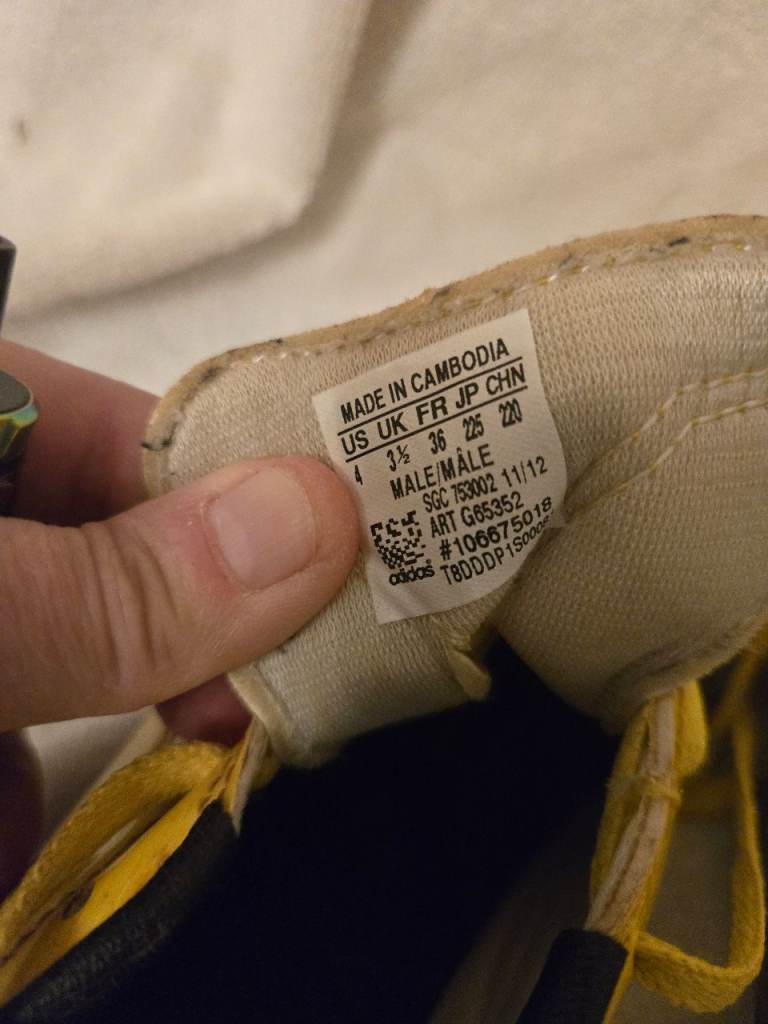 MADE IN CAMBODIA
US UK FR JP CHN
4 3½ 36 225 220
MALE/MÂLE
SGC 753002 11/12
ART G65352
#106675018
adidas